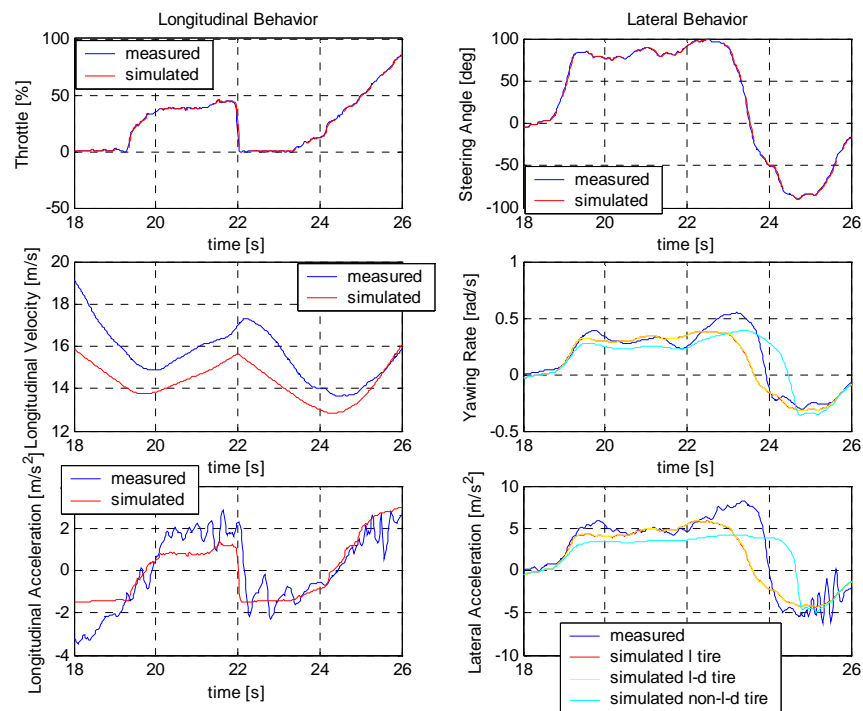 Longitudinal Behavior
100
50
0
-50
Throttle [%]
measured
simulated
18
20
22
24
26
time [s]
Lateral Behavior
100
50
0
-50
-100
Steering Angle [deg]
measured
simulated
18
20
22
24
26
time [s]
20
18
16
14
12
Longitudinal Velocity [m/s]
measured
simulated
18
20
22
24
26
time [s]
1
0.5
0
-0.5
Yawing Rate [rad/s]
18
20
22
24
26
time [s]
2
0
-2
-4
Longitudinal Acceleration [m/s²]
measured
simulated
18
20
22
24
26
time [s]
10
5
0
-5
-10
Lateral Acceleration [m/s²]
18
20
22
24
26
measured
simulated l tire
simulated l-d tire
simulated non-l-d tire